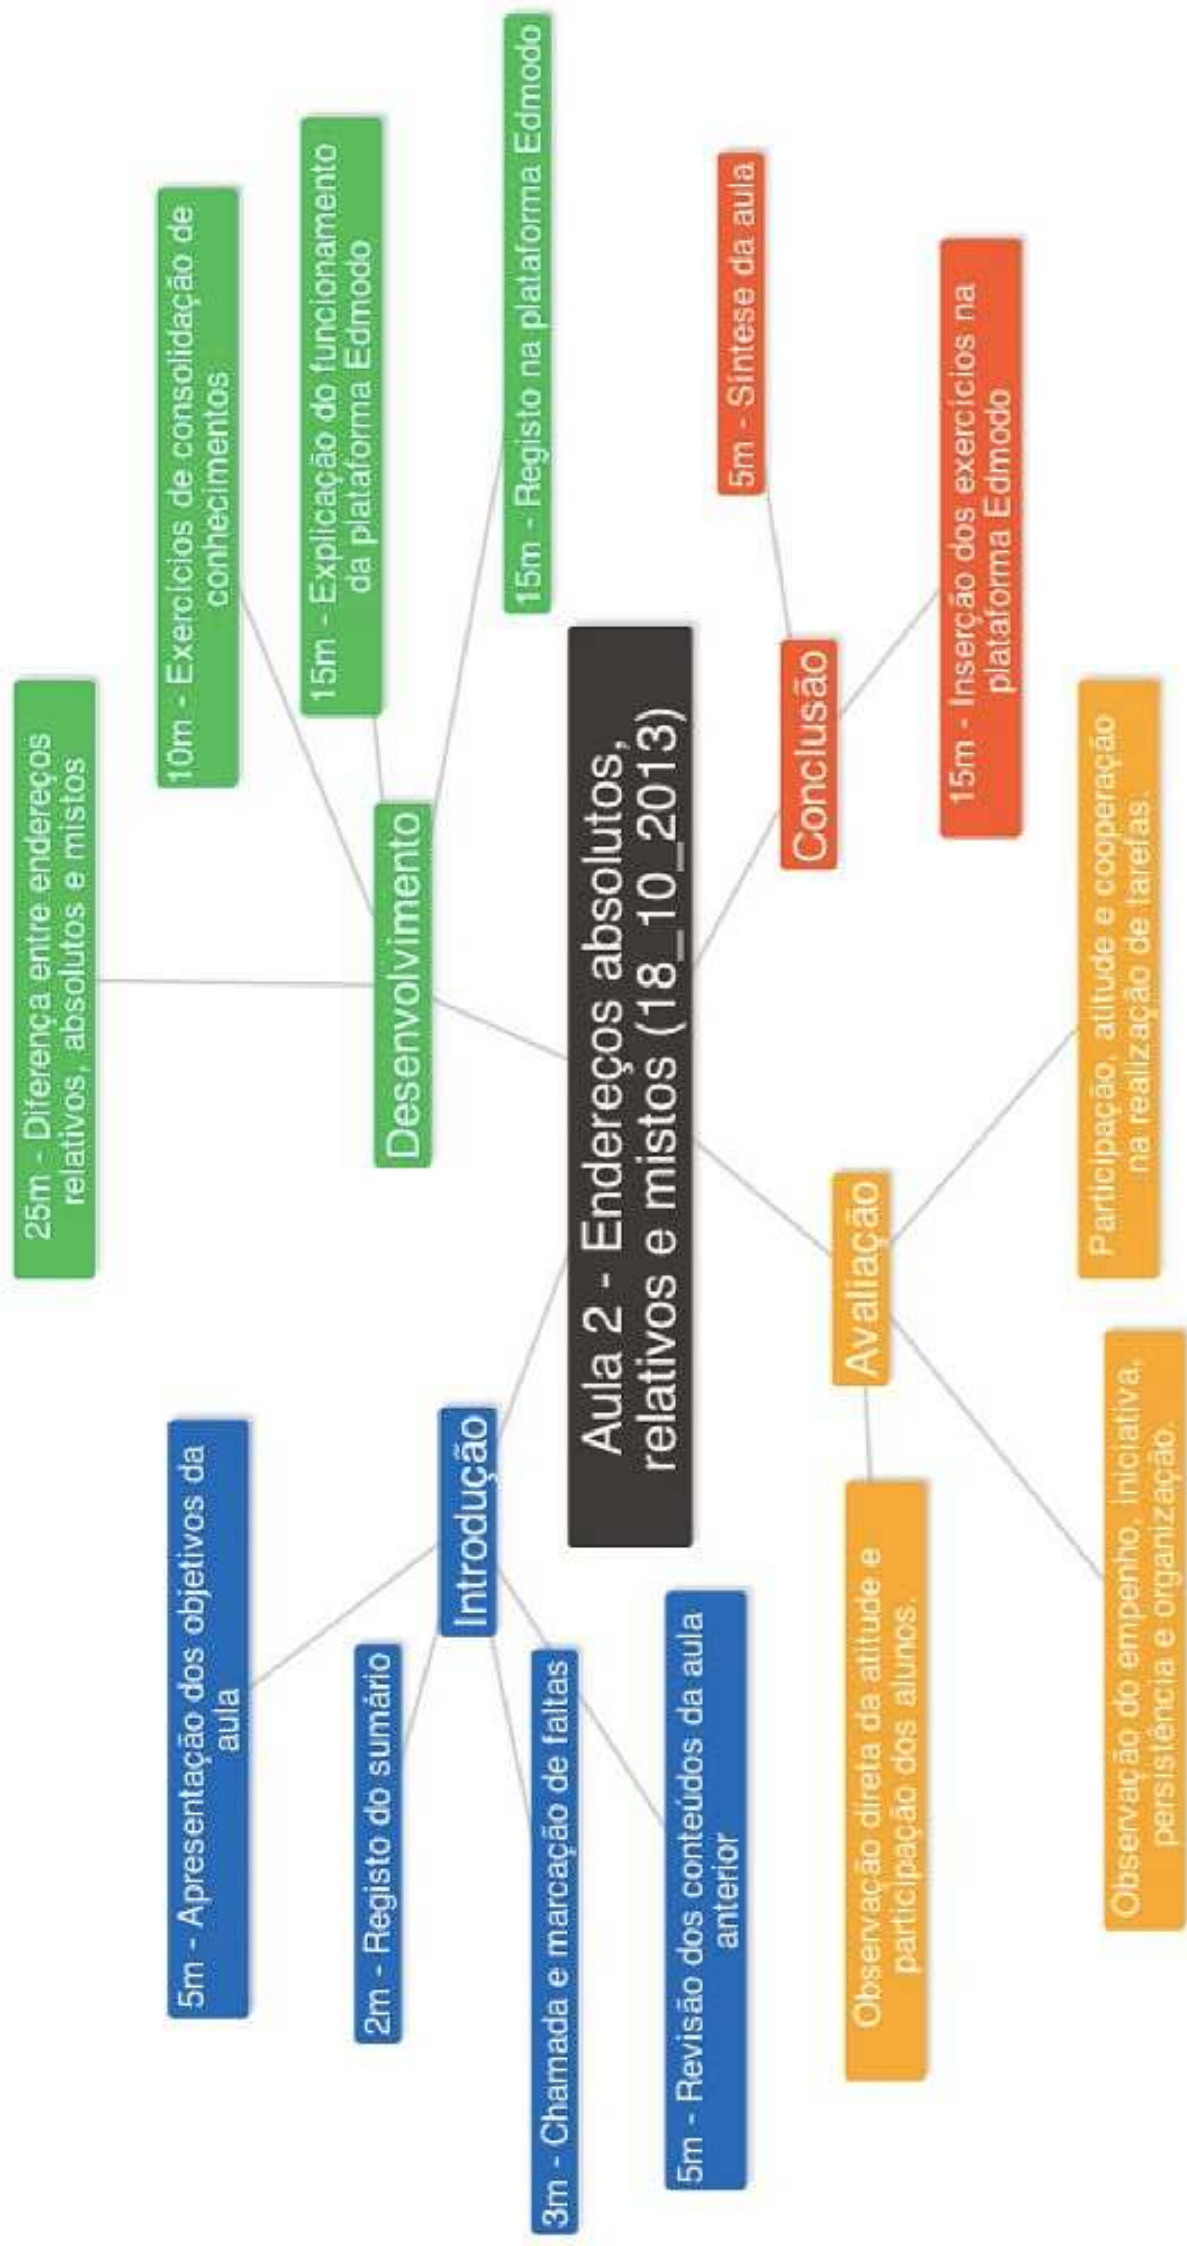 Aula 2 - Endereços absolutos,
relativos e mistos (18_10_2013)
Introdução
5m - Apresentação dos objetivos da
aula
2m - Registo do sumário
3m - Chamada e marcação de faltas
5m - Revisão dos conteúdos da aula
anterior
Desenvolvimento
25m - Diferença entre endereços
relativos, absolutos e mistos
10m - Exercícios de consolidação de
conhecimentos
15m - Explicação do funcionamento
da plataforma Edmodo
15m - Registo na plataforma Edmodo
Conclusão
5m - Síntese da aula
15m - Inserção dos exercícios na
plataforma Edmodo
Avaliação
Observação direta da atitude e
participação dos alunos.
Observação do empenho, iniciativa,
persistência e organização.
Participação, atitude e cooperação
na realização de tarefas.